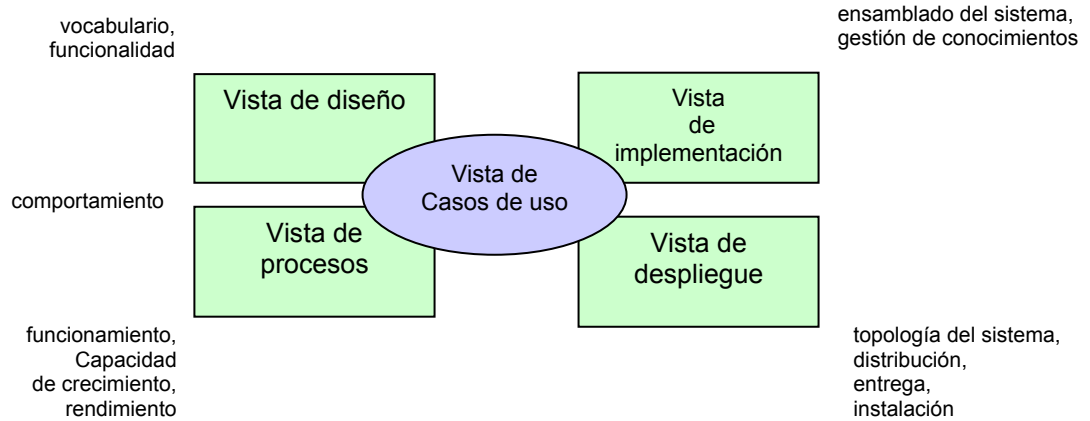 vocabulario,
funcionalidad
ensamblado del sistema,
gestión de conocimientos
Vista de diseño
Vista
de
implementación
Vista de
Casos de uso
comportamiento
Vista de
procesos
Vista de
despliegue
funcionamiento,
Capacidad
de crecimiento,
rendimiento
topología del sistema,
distribución,
entrega,
instalación